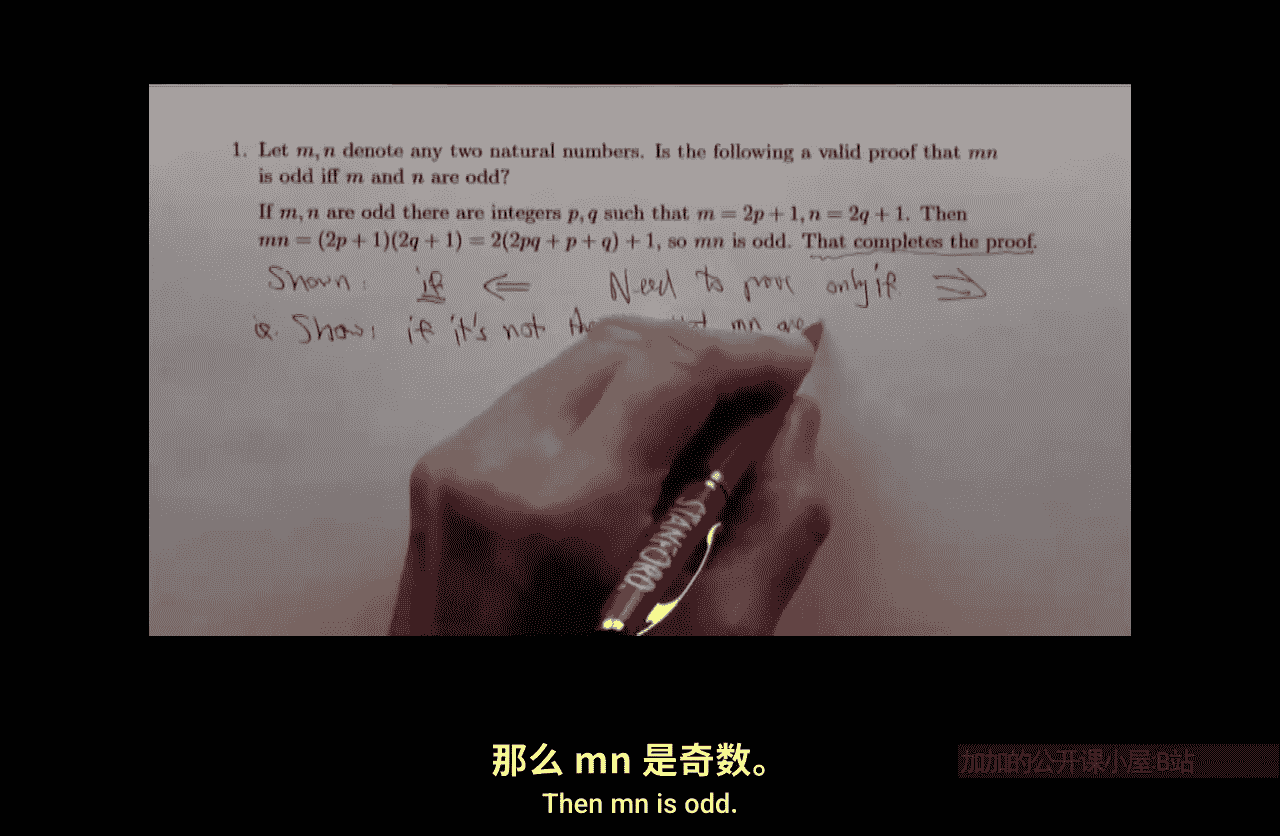 1. Let m, n denote any two natural numbers. Is the following a valid proof that mn
is odd iff m and n are odd?
If m, n are odd there are integers p, q such that m = 2p + 1, n = 2q + 1. Then
mn = (2p + 1)(2q + 1) = 2(2pq + p + q) + 1, so mn is odd. That completes the proof.
Shown: if ⇐ Need to prove only if ⇒
Show: if it's not mn are
STANFORD
那么 mn 是奇数。
Then mn is odd.
加加的公开课小屋 B站